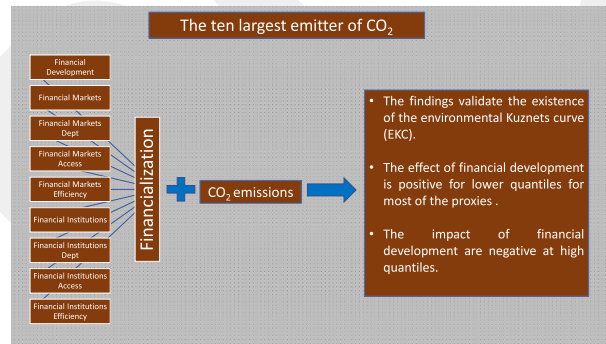 The ten largest emitter of CO₂
Financial
Development
Financial Markets
Financial Markets
Dept
Financial Markets
Access
Financial Markets
Efficiency
Financial Institutions
Financial Institutions
Dept
Financial Institutions
Access
Financial Institutions
Efficiency
Financialization
CO₂ emissions
• The findings validate the existence
of the environmental Kuznets curve
(EKC).
• The effect of financial development
is positive for lower quantiles for
most of the proxies .
• The impact of financial
development are negative at high
quantiles.